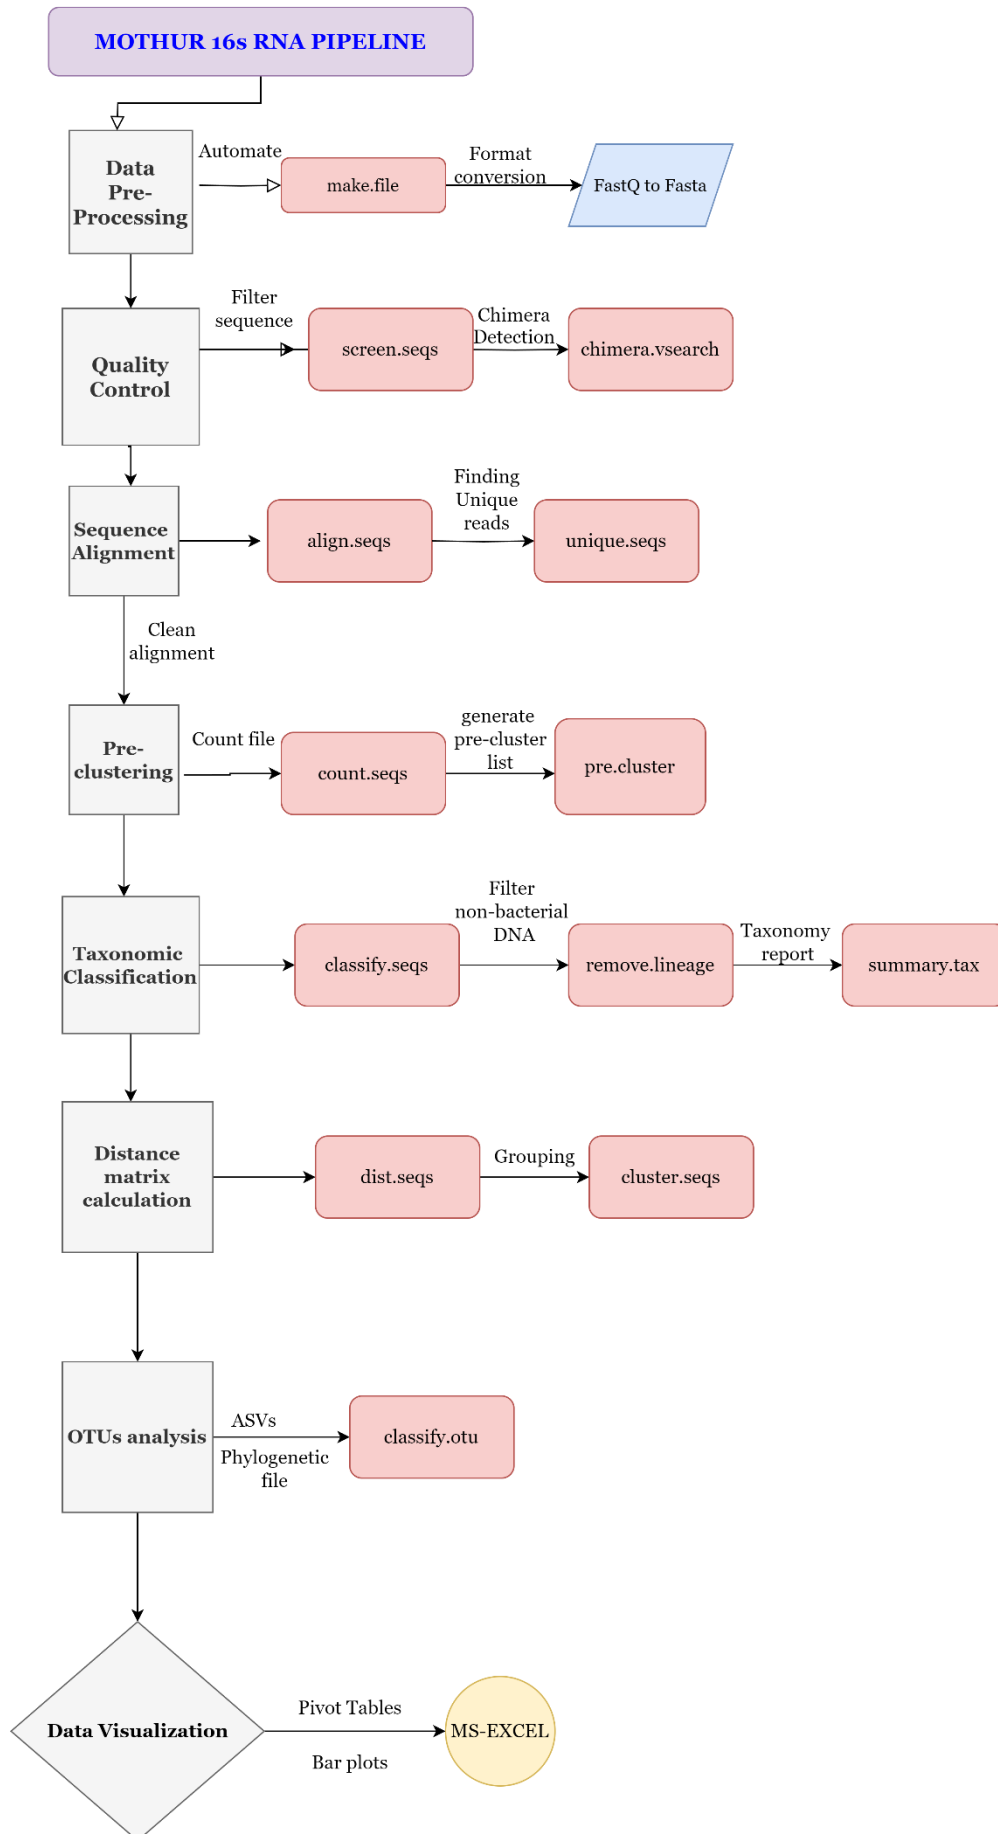 MOTHUR 16s RNA PIPELINE
Data
Pre-
Processing
Automate
make.file
Format
conversion
FastQ to Fasta
Quality
Control
Filter
sequence
screen.seqs
Chimera
Detection
chimera.vsearch
Sequence
Alignment
align.seqs
Finding
Unique
reads
unique.seqs
Clean
alignment
Pre-
clustering
Count file
count.seqs
generate
pre-cluster
list
pre.cluster
Taxonomic
Classification
classify.seqs
Filter
non-bacterial
DNA
remove.lineage
Taxonomy
report
summary.tax
Distance
matrix
calculation
dist.seqs
Grouping
cluster.seqs
OTUs analysis
ASVs
Phylogenetic
file
classify.otu
Data Visualization
Pivot Tables
Bar plots
MS-EXCEL